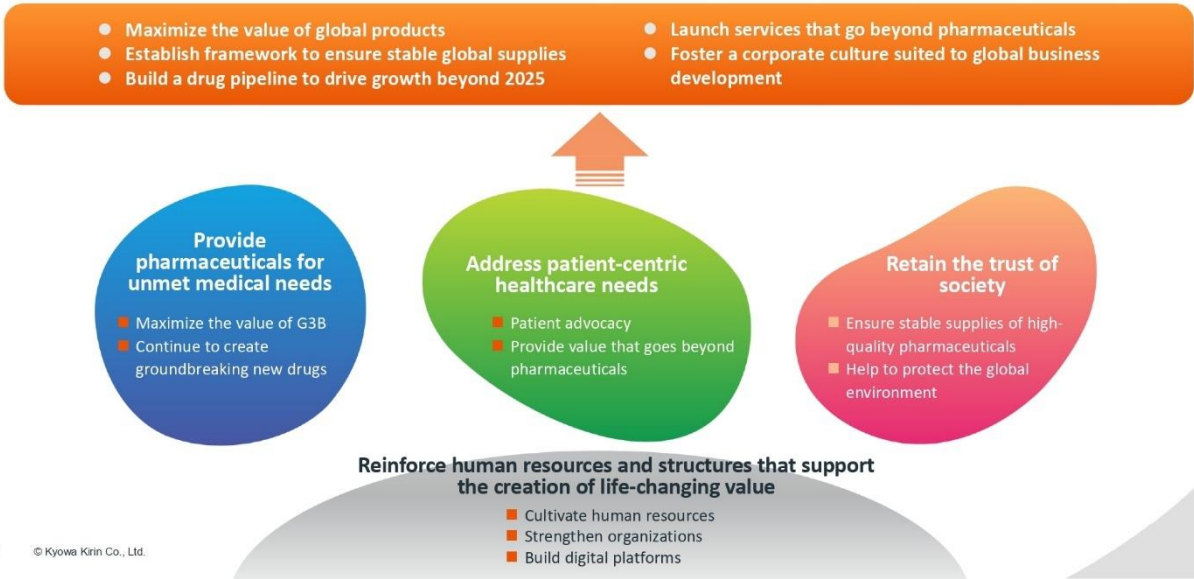 Maximize the value of global products
Establish framework to ensure stable global supplies
Build a drug pipeline to drive growth beyond 2025
Launch services that go beyond pharmaceuticals
Foster a corporate culture suited to global business
development
Provide
pharmaceuticals for
unmet medical needs
Maximize the value of G3B
Continue to create
groundbreaking new drugs
Address patient-centric
healthcare needs
Patient advocacy
Provide value that goes beyond
pharmaceuticals
Retain the trust of
society
Ensure stable supplies of high-
quality pharmaceuticals
Help to protect the global
environment
Reinforce human resources and structures that support
the creation of life-changing value
Cultivate human resources
Strengthen organizations
Build digital platforms
© Kyowa Kirin Co., Ltd.